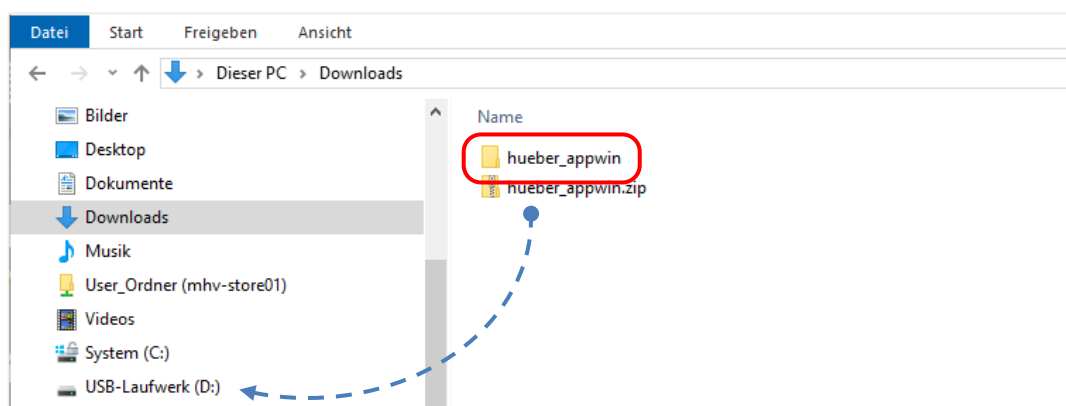 Datei Start Freigeben Ansicht
Dieser PC > Downloads
Bilder
Desktop
Dokumente
Downloads
Musik
User_Ordner (mhv-store01)
Videos
System (C:)
USB-Laufwerk (D:)
Name
hueber_appwin
hueber_appwin.zip